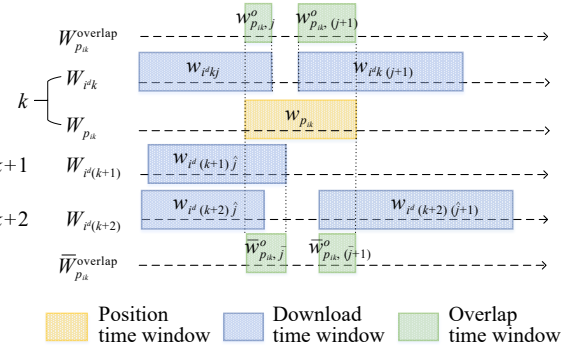 w^o_{p_{ik}, j} w^o_{p_{ik}, (j+1)}
W^{overlap}_{p_{ik}}
W_{i^d k} w_{i^d kj} w_{i^d k (j+1)}
k
W_{p_{ik}} w_{p_{ik}}
+1 W_{i^d(k+1)} w_{i^d (k+1) ĵ}
+2 W_{i^d(k+2)} w_{i^d (k+2) ĵ} w_{i^d (k+2) (ĵ+1)}
W̅^{overlap}_{p_{ik}} w̅^o_{p_{ik}, j̅} w̅^o_{p_{ik}, (j̅+1)}
Position time window
Download time window
Overlap time window